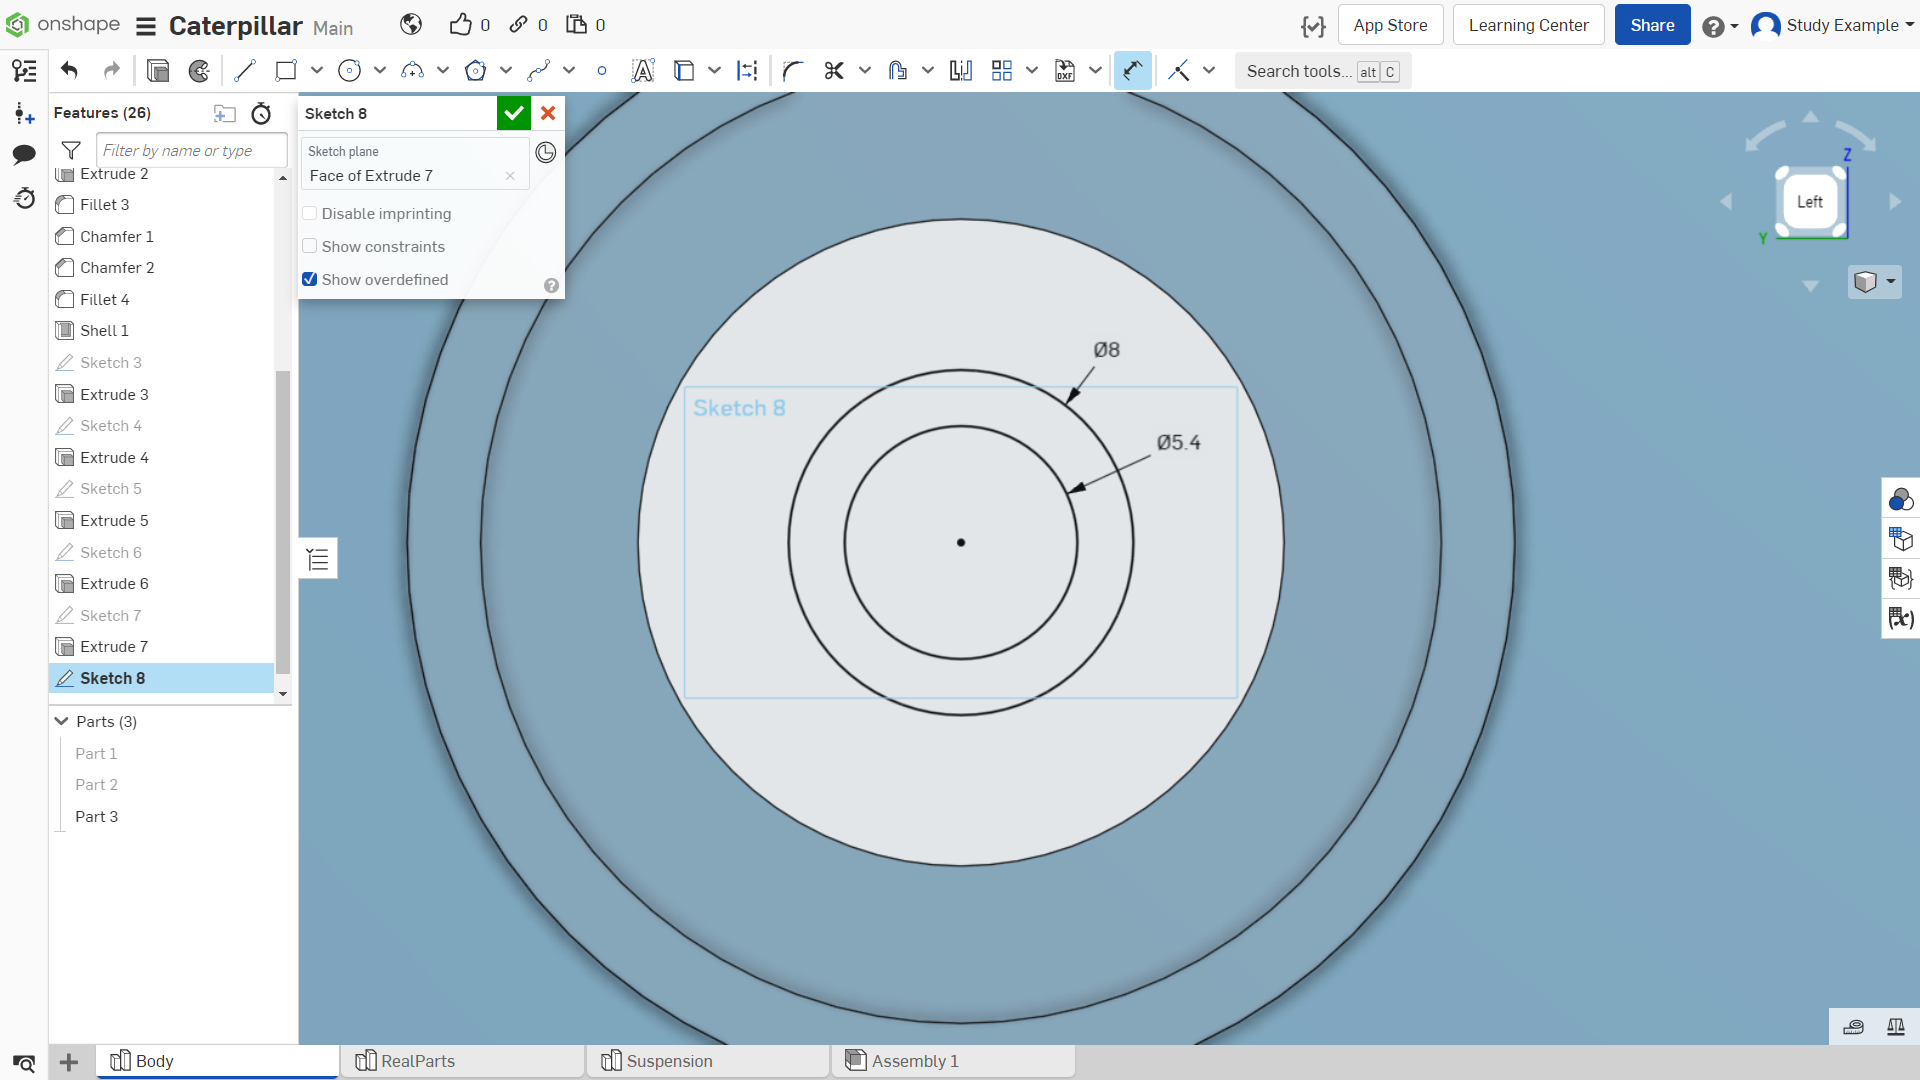 onshape Caterpillar Main 0 0 0 App Store Learning Center Share Study Example
Search tools... alt C
DXF
Features (26)
Filter by name or type
Extrude 2
Fillet 3
Chamfer 1
Chamfer 2
Fillet 4
Shell 1
Sketch 3
Extrude 3
Sketch 4
Extrude 4
Sketch 5
Extrude 5
Sketch 6
Extrude 6
Sketch 7
Extrude 7
Sketch 8
Parts (3)
Part 1
Part 2
Part 3
Sketch 8
Sketch plane
Face of Extrude 7
Disable imprinting
Show constraints
Show overdefined
Ø8
Sketch 8
Ø5.4
Z
Left
Y
Body RealParts Suspension Assembly 1